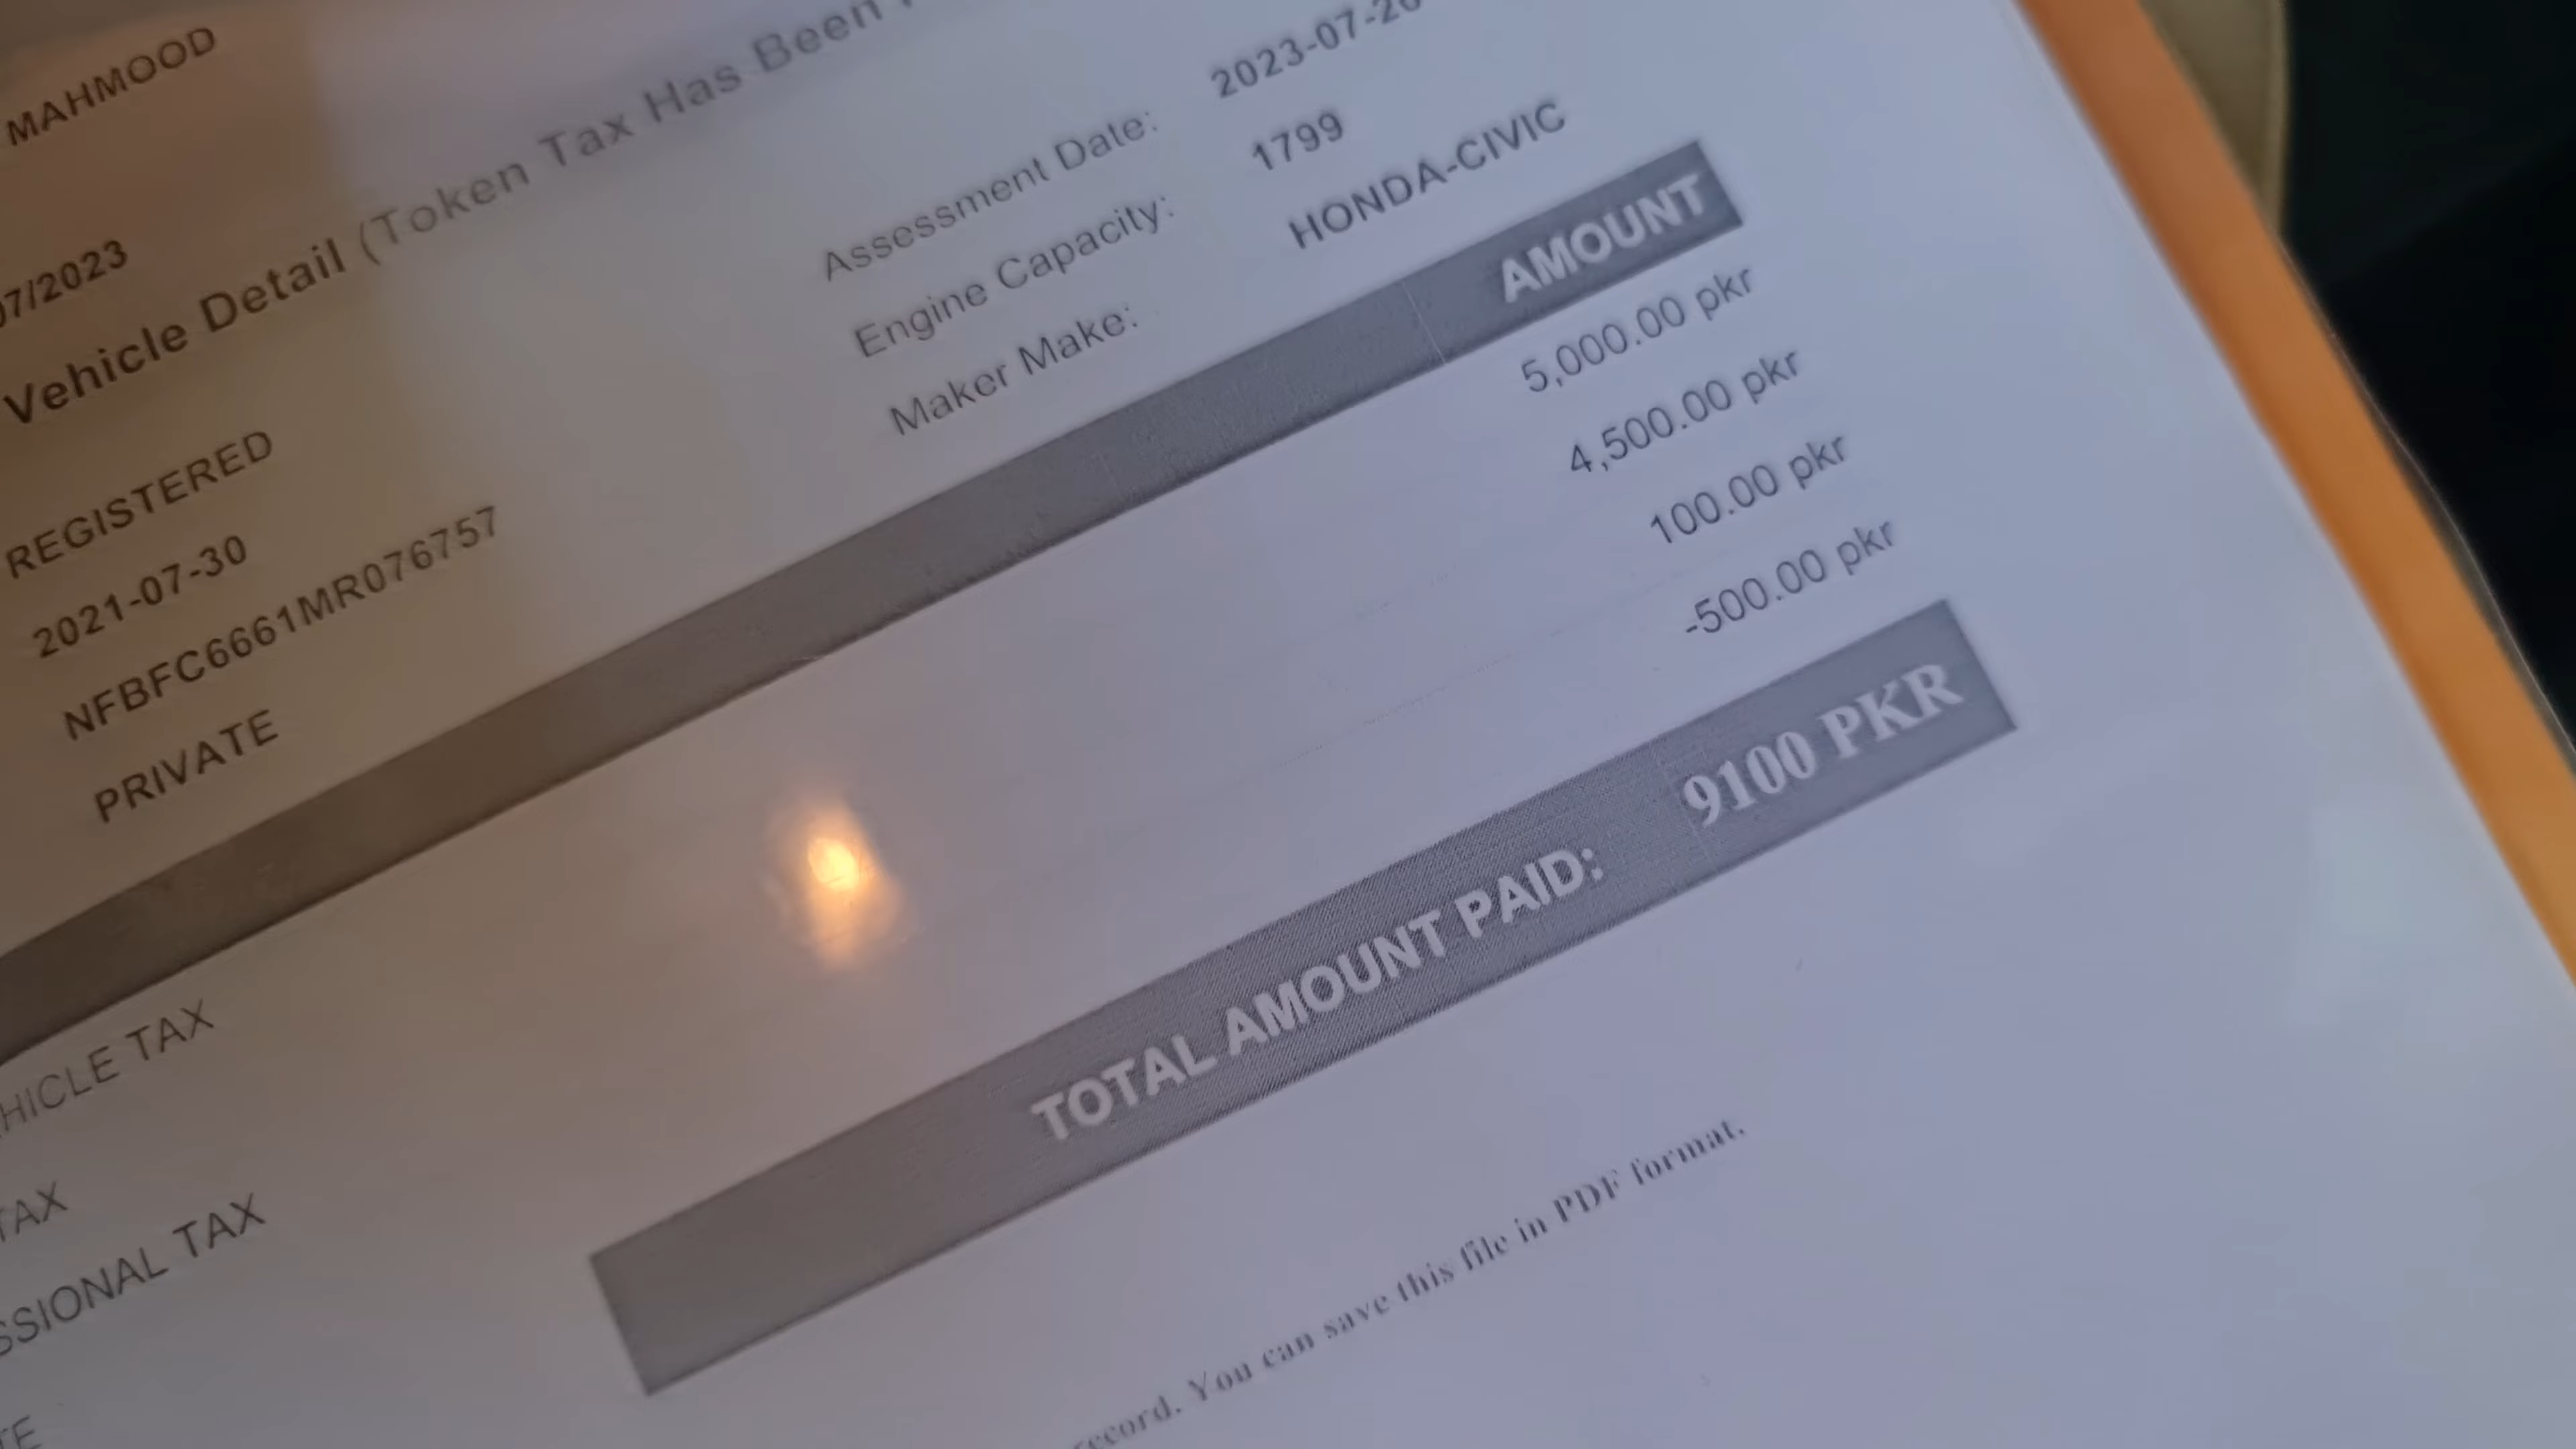 MAHMOOD
07/2023
Vehicle Detail (Token Tax Has Been
REGISTERED
Assessment Date: 2023-07-20
2021-07-30
Engine Capacity: 1799
NFBFC6661MR076757
Maker Make: HONDA-CIVIC
PRIVATE
AMOUNT
HICLE TAX 5,000.00 pkr
TAX 4,500.00 pkr
SSIONAL TAX 100.00 pkr
TE -500.00 pkr
TOTAL AMOUNT PAID: 9100 PKR
record. You can save this file in PDF format.